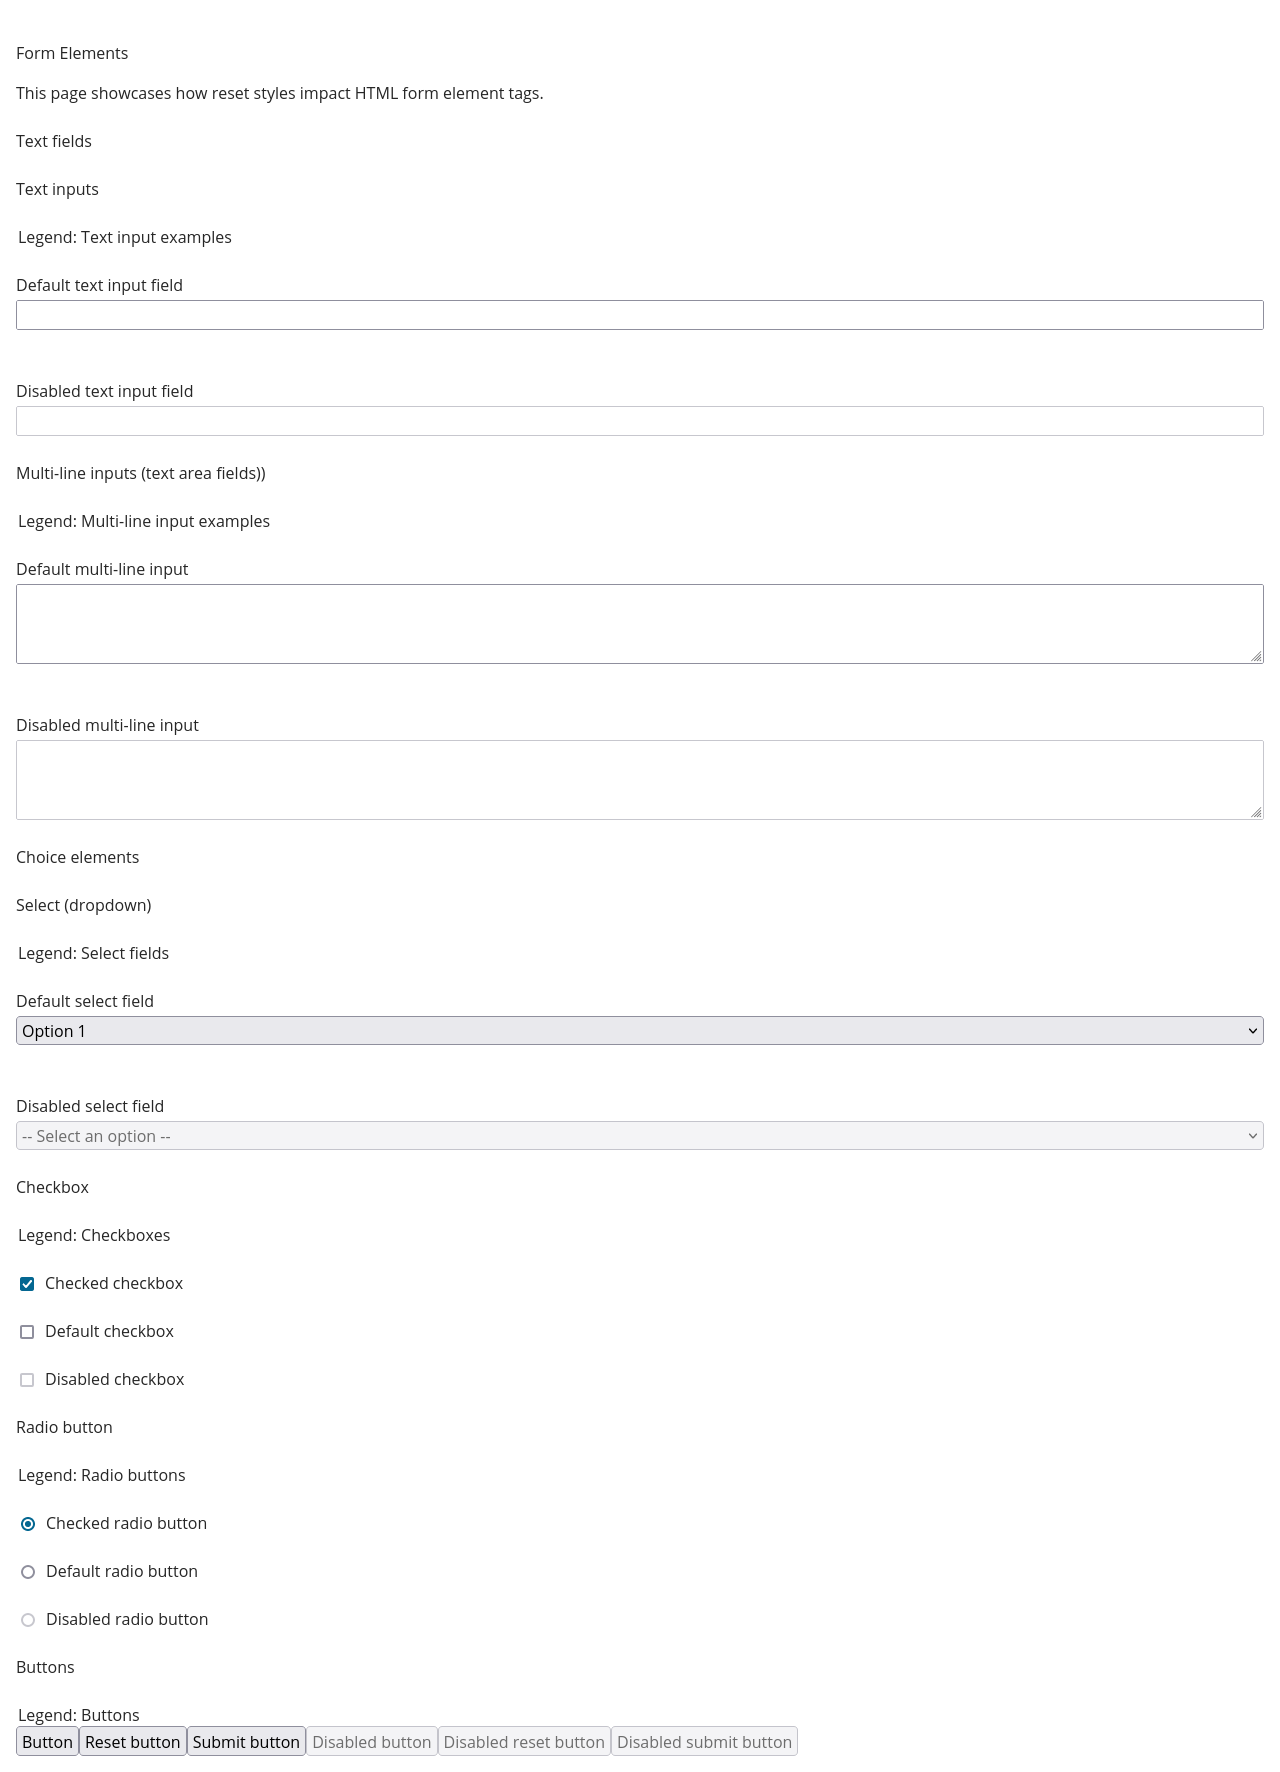 Form Elements
This page showcases how reset styles impact HTML form element tags.
Text fields
Text inputs
Legend: Text input examples
Default text input field
Disabled text input field
Multi-line inputs (text area fields))
Legend: Multi-line input examples
Default multi-line input
Disabled multi-line input
Choice elements
Select (dropdown)
Legend: Select fields
Default select field
Option 1
Disabled select field
-- Select an option --
Checkbox
Legend: Checkboxes
Checked checkbox
Default checkbox
Disabled checkbox
Radio button
Legend: Radio buttons
Checked radio button
Default radio button
Disabled radio button
Buttons
Legend: Buttons
Button Reset button Submit button Disabled button Disabled reset button Disabled submit button